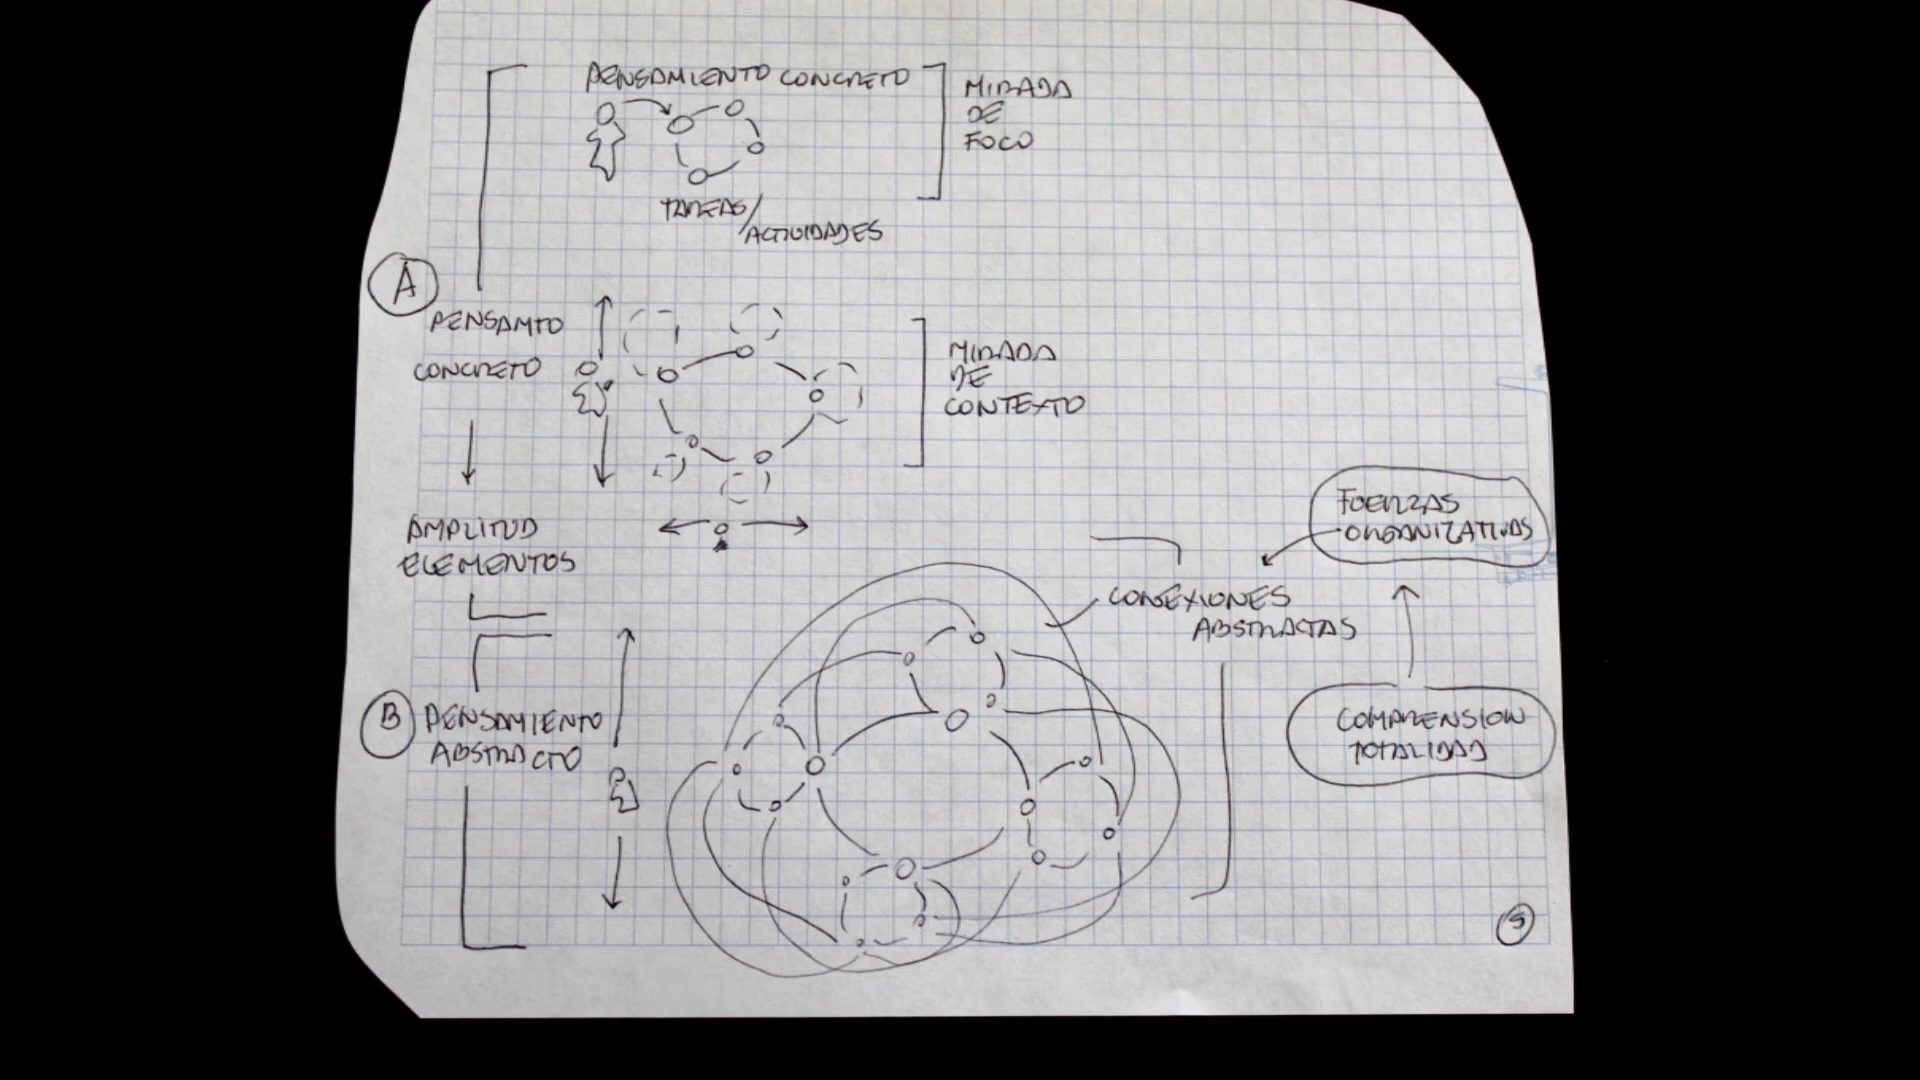 PENSAMIENTO CONCRETO
MIRADA
DE
FOCO
TAREAS/
ACTIVIDADES
A
PENSAMTO
CONCRETO
MIRADA
DE
CONTEXTO
AMPLITUD
ELEMENTOS
FUERZAS
ORGANIZATIVAS
CONEXIONES
ABSTRACTAS
B PENSAMIENTO
ABSTRACTO
COMPRENSION
TOTALIDAD